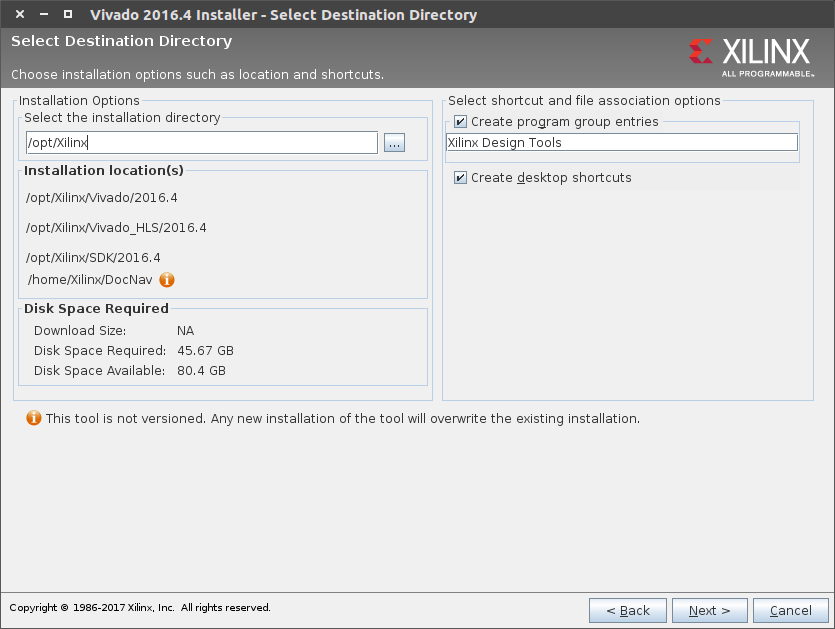 Vivado 2016.4 Installer - Select Destination Directory
Select Destination Directory
Choose installation options such as location and shortcuts.
XILINX
ALL PROGRAMMABLE™
Installation Options
Select the installation directory
/opt/Xilinx
...
Installation location(s)
/opt/Xilinx/Vivado/2016.4
/opt/Xilinx/Vivado_HLS/2016.4
/opt/Xilinx/SDK/2016.4
/home/Xilinx/DocNav
Disk Space Required
Download Size: NA
Disk Space Required: 45.67 GB
Disk Space Available: 80.4 GB
Select shortcut and file association options
Create program group entries
Xilinx Design Tools
Create desktop shortcuts
This tool is not versioned. Any new installation of the tool will overwrite the existing installation.
Copyright © 1986-2017 Xilinx, Inc. All rights reserved.
< Back
Next >
Cancel